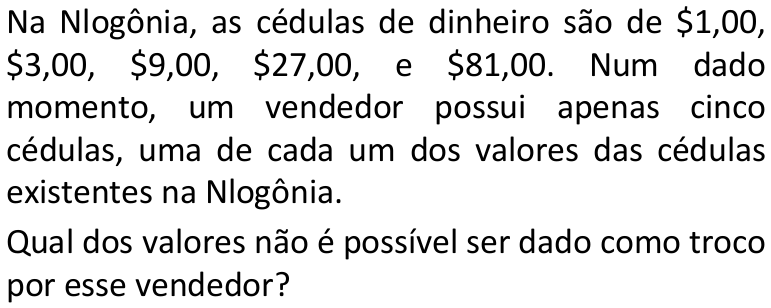 Na Nlogônia, as cédulas de dinheiro são de $1,00,
$3,00, $9,00, $27,00, e $81,00. Num dado
momento, um vendedor possui apenas cinco
cédulas, uma de cada um dos valores das cédulas
existentes na Nlogônia.
Qual dos valores não é possível ser dado como troco
por esse vendedor?